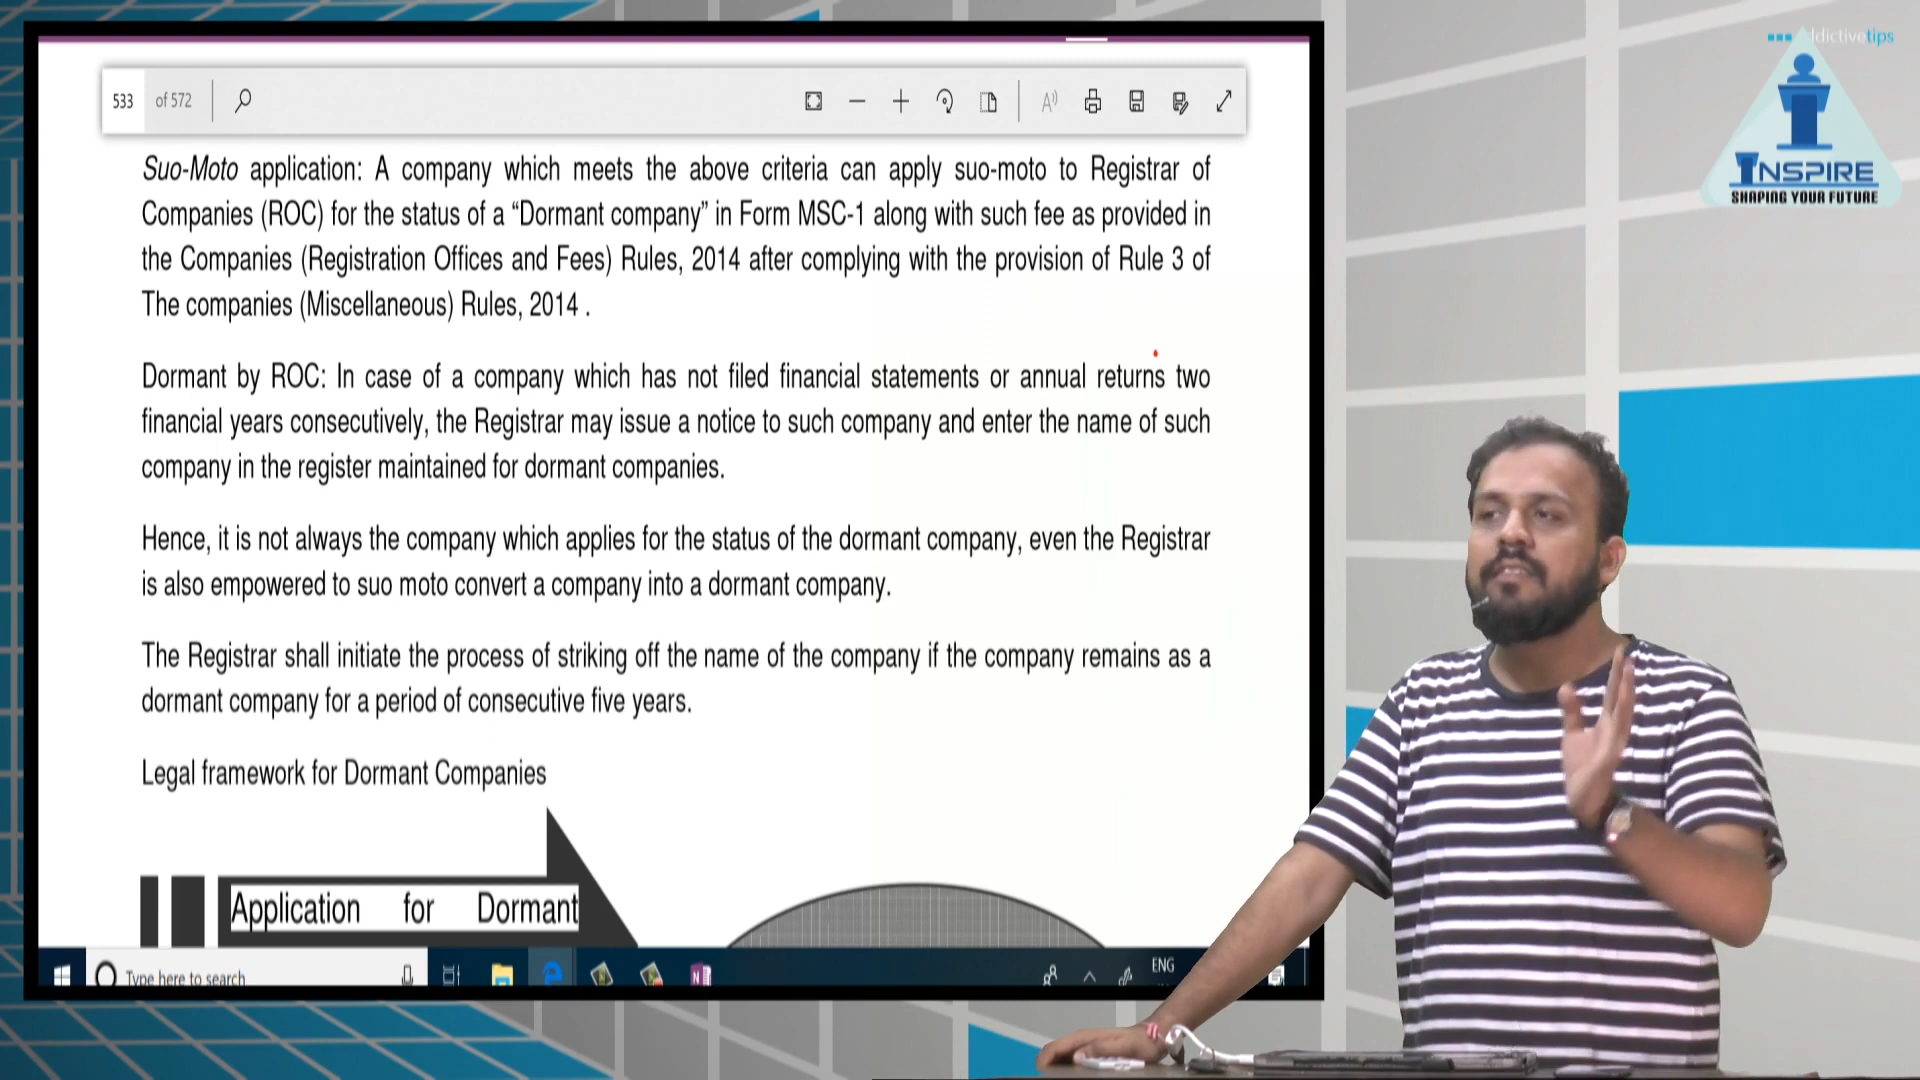 dictivetips
INSPIRE
SHAPING YOUR FUTURE
533 of 572
Suo-Moto application: A company which meets the above criteria can apply suo-moto to Registrar of
Companies (ROC) for the status of a “Dormant company” in Form MSC-1 along with such fee as provided in
the Companies (Registration Offices and Fees) Rules, 2014 after complying with the provision of Rule 3 of
The companies (Miscellaneous) Rules, 2014 .
Dormant by ROC: In case of a company which has not filed financial statements or annual returns two
financial years consecutively, the Registrar may issue a notice to such company and enter the name of such
company in the register maintained for dormant companies.
Hence, it is not always the company which applies for the status of the dormant company, even the Registrar
is also empowered to suo moto convert a company into a dormant company.
The Registrar shall initiate the process of striking off the name of the company if the company remains as a
dormant company for a period of consecutive five years.
Legal framework for Dormant Companies
Application for Dormant
Type here to search
ENG